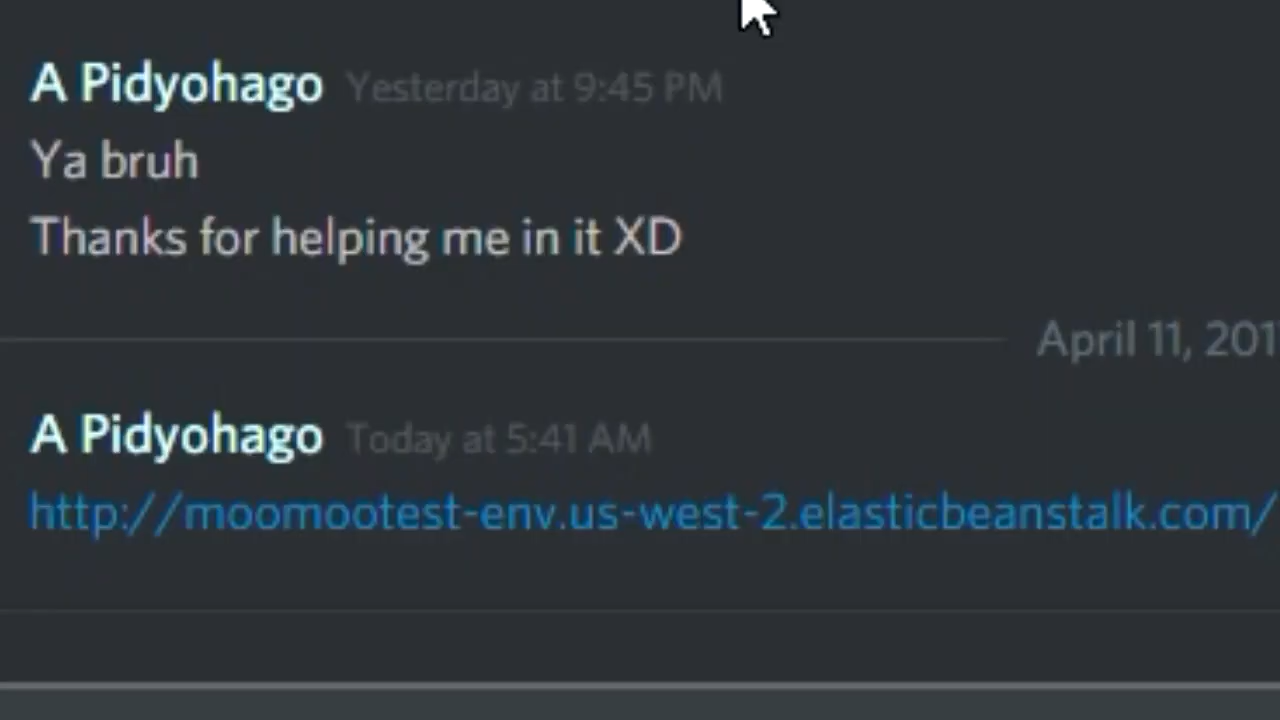 A Pidyohago Yesterday at 9:45 PM
Ya bruh
Thanks for helping me in it XD
April 11, 201
A Pidyohago Today at 5:41 AM
http://moomootest-env.us-west-2.elasticbeanstalk.com/